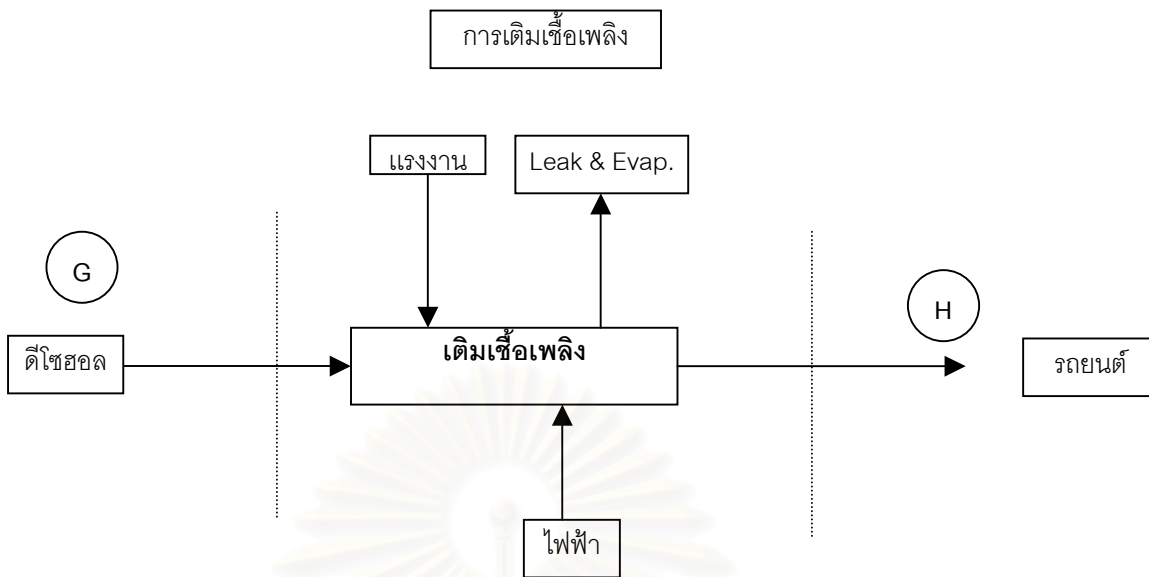 การเติมเชื้อเพลิง
แรงงาน
Leak & Evap.
G
H
ดีโซฮอล
เติมเชื้อเพลิง
รถยนต์
ไฟฟ้า